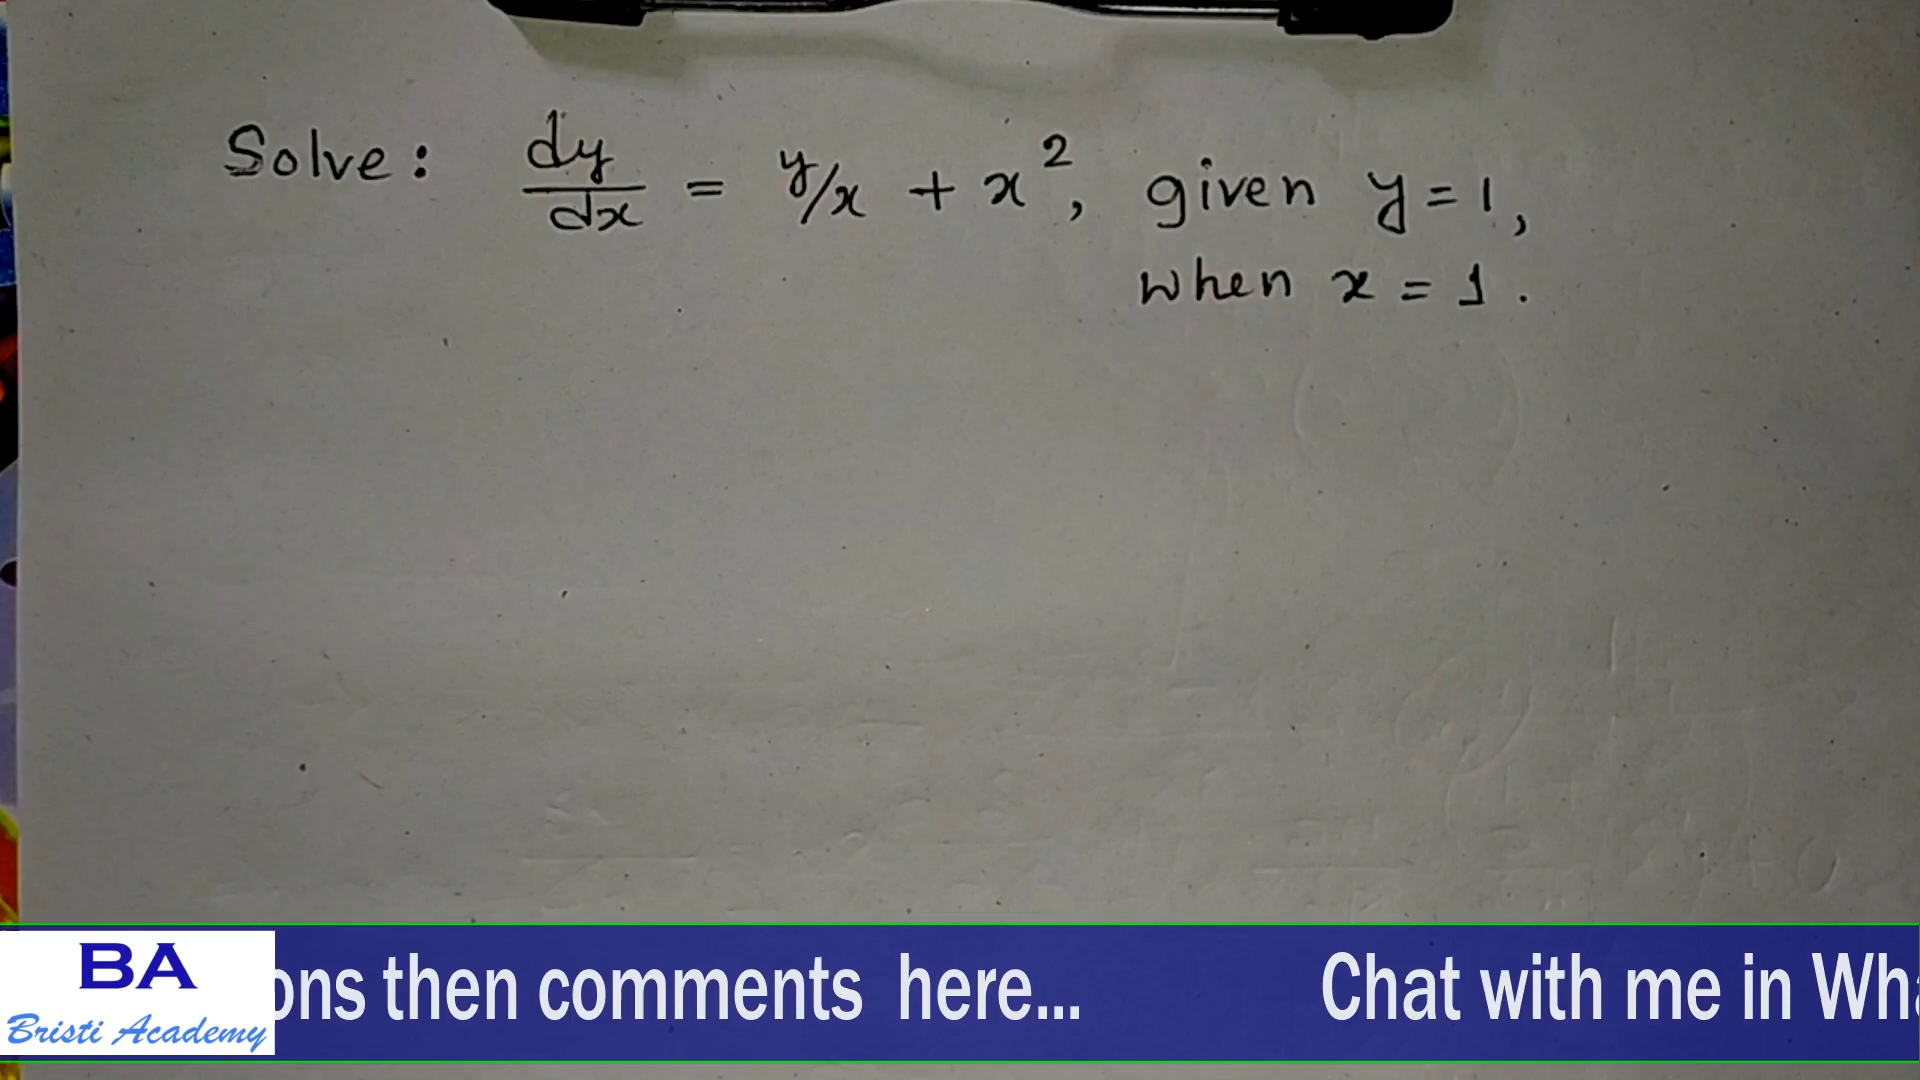 Solve: dy/dx = y/x + x², given y=1,
when x = 1.
BA
Bristi Academy
ons then comments here...
Chat with me in Wha